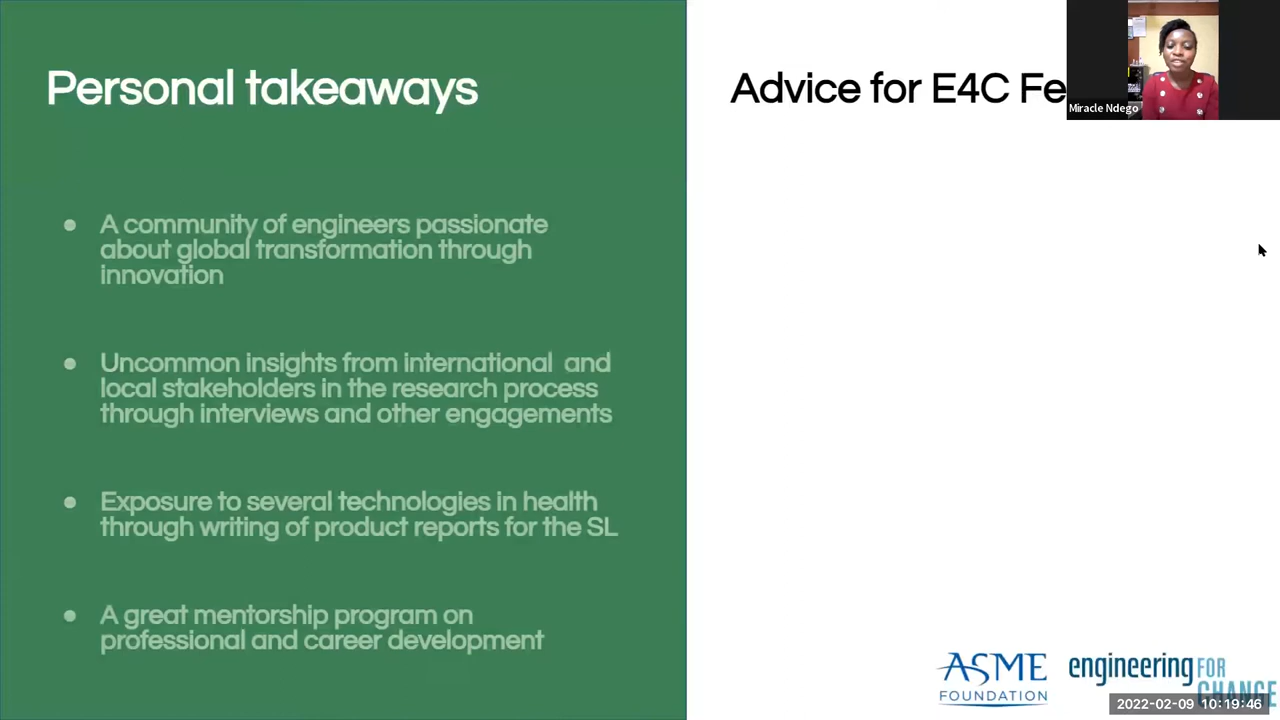 Personal takeaways
A community of engineers passionate
about global transformation through
innovation
Uncommon insights from international and
local stakeholders in the research process
through interviews and other engagements
Exposure to several technologies in health
through writing of product reports for the SL
A great mentorship program on
professional and career development
Advice for E4C Fe
Miracle Ndego
ASME
FOUNDATION
engineering FOR
CHANGE
2022-02-09 10:19:46